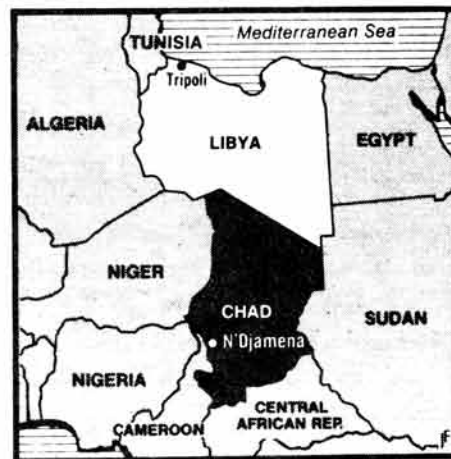 TUNISIA
Mediterranean Sea
Tripoli
ALGERIA
LIBYA
EGYPT
NIGER
CHAD
SUDAN
N'Djamena
NIGERIA
CAMEROON
CENTRAL
AFRICAN REP.